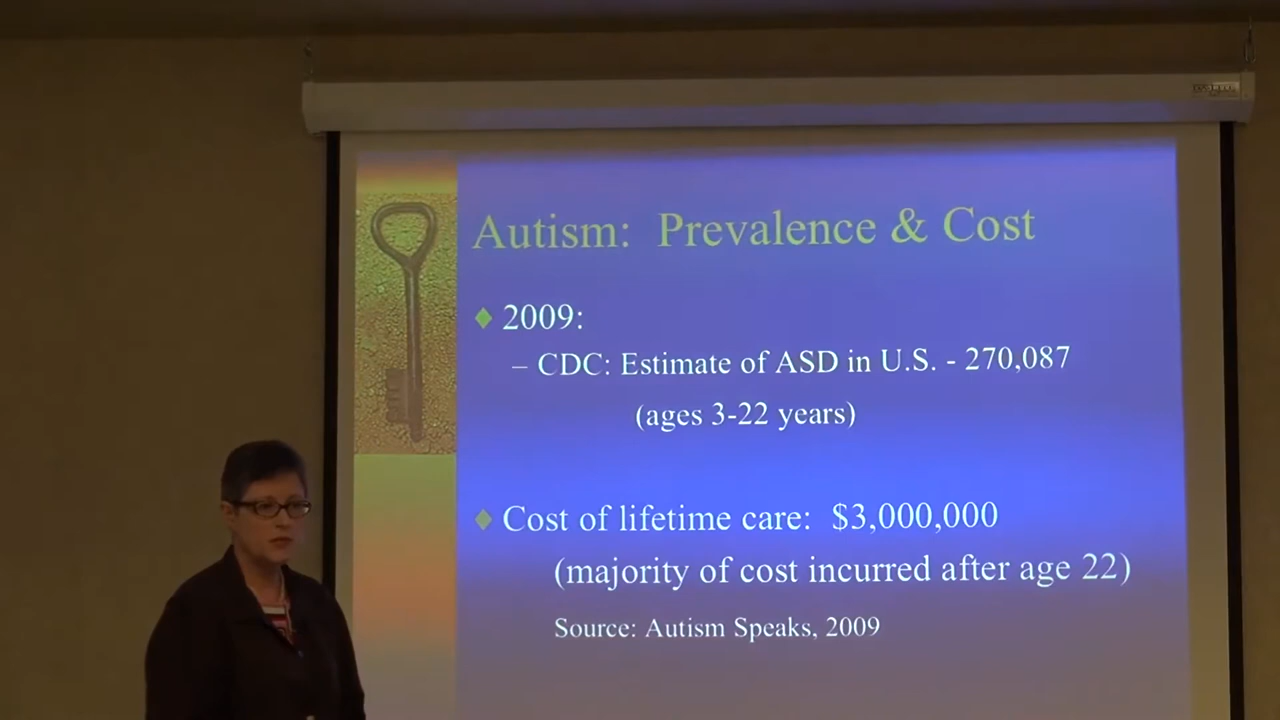 Autism: Prevalence & Cost
2009:
– CDC: Estimate of ASD in U.S. - 270,087
(ages 3-22 years)
Cost of lifetime care: $3,000,000
(majority of cost incurred after age 22)
Source: Autism Speaks, 2009